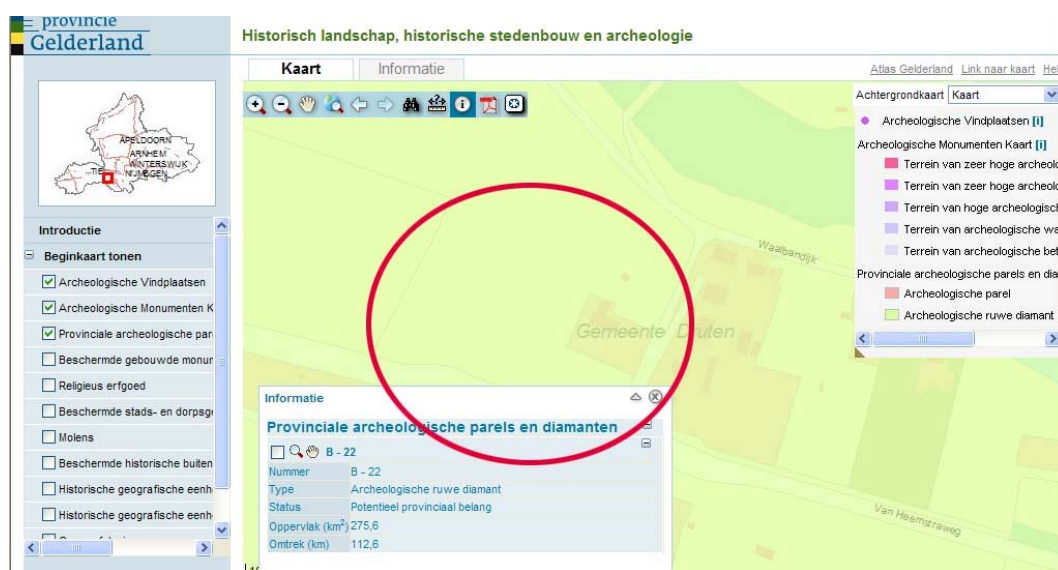 provincie
Gelderland
Historisch landschap, historische stedenbouw en archeologie
Kaart
Informatie
Atlas Gelderland
Link naar kaart
Hel
Achtergrondkaart
Kaart
Archeologische Vindplaatsen [i]
Archeologische Monumenten Kaart [i]
Terrein van zeer hoge archeolo
Terrein van zeer hoge archeolo
Terrein van hoge archeologisch
Terrein van archeologische wa
Terrein van archeologische bet
Provinciale archeologische parels en dia
Archeologische parel
Archeologische ruwe diamant
APELDOORN
ARNHEM
WINTERSWIJK
NIJMEGEN
Introductie
Beginkaart tonen
Archeologische Vindplaatsen
Archeologische Monumenten K
Provinciale archeologische par
Beschermde gebouwde monur
Religieus erfgoed
Beschermde stads- en dorpsge
Molens
Beschermde historische buiten
Historische geografische eenh
Historische geografische eenh
Waalbandijk
Gemeente Druten
Van Heemstraweg
Informatie
Provinciale archeologische parels en diamanten
B - 22
Nummer B - 22
Type Archeologische ruwe diamant
Status Potentieel provinciaal belang
Oppervlak (km²) 275,6
Omtrek (km) 112,6